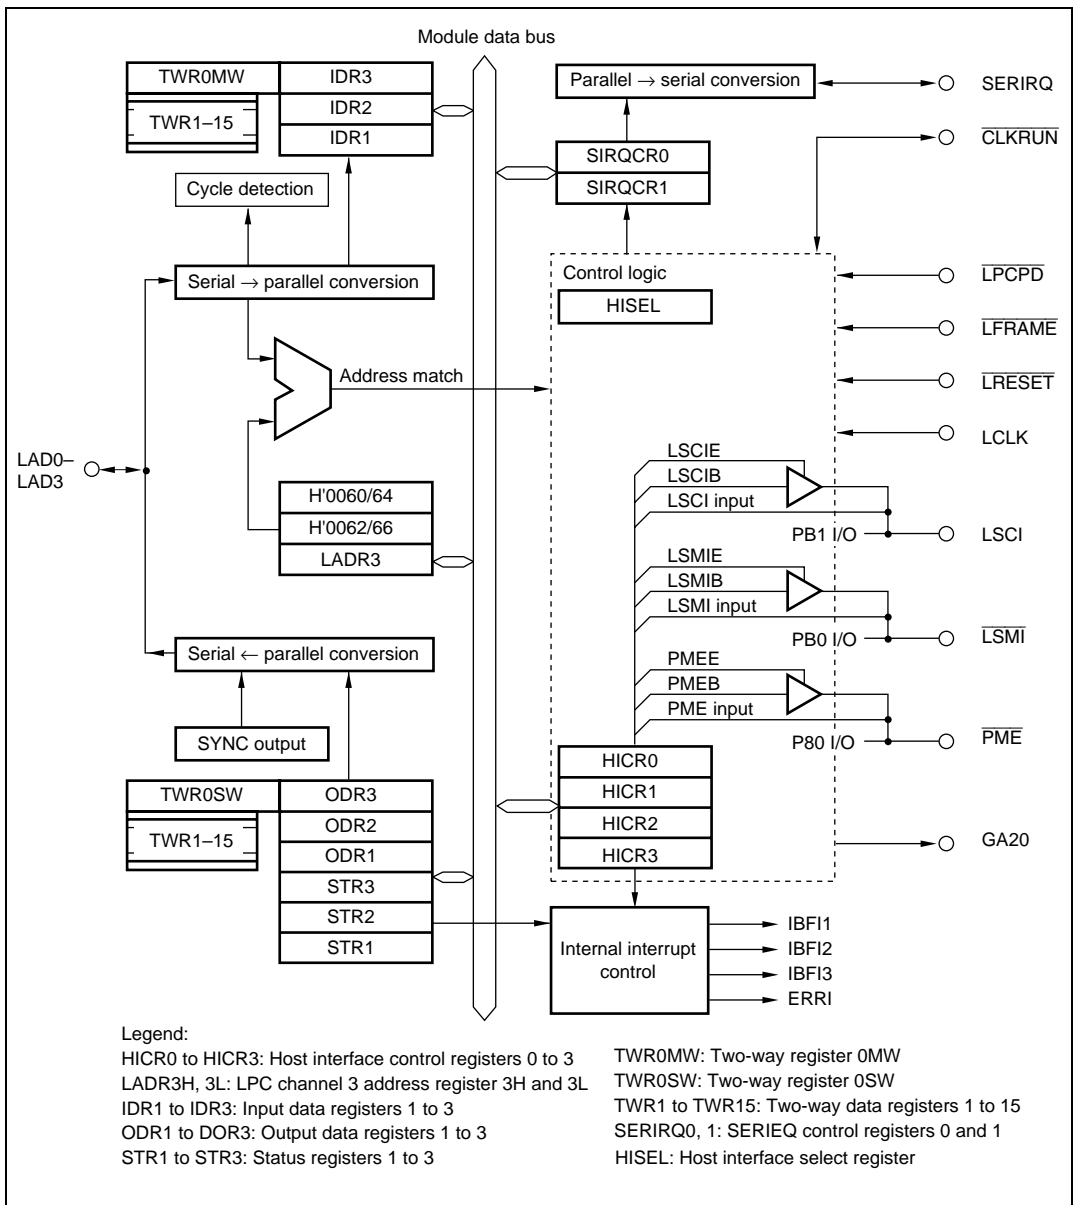 Module data bus
TWR0MW
IDR3
Parallel → serial conversion
SERIRQ
TWR1–15
IDR2
IDR1
CLKRUN
SIRQCR0
SIRQCR1
Cycle detection
Serial → parallel conversion
Control logic
LPCPD
HISEL
LFRAME
Address match
LRESET
LCLK
LAD0–
LAD3
LSCIE
LSCIB
LSCI input
H'0060/64
H'0062/66
LADR3
PB1 I/O
LSCI
LSMIE
LSMIB
LSMI input
PB0 I/O
LSMI
Serial ← parallel conversion
PMEE
PMEB
PME input
SYNC output
P80 I/O
PME
HICR0
HICR1
HICR2
HICR3
TWR0SW
ODR3
TWR1–15
ODR2
ODR1
STR3
STR2
STR1
GA20
Internal interrupt
control
IBFI1
IBFI2
IBFI3
ERRI
Legend:
HICR0 to HICR3: Host interface control registers 0 to 3
LADR3H, 3L: LPC channel 3 address register 3H and 3L
IDR1 to IDR3: Input data registers 1 to 3
ODR1 to DOR3: Output data registers 1 to 3
STR1 to STR3: Status registers 1 to 3
TWR0MW: Two-way register 0MW
TWR0SW: Two-way register 0SW
TWR1 to TWR15: Two-way data registers 1 to 15
SERIRQ0, 1: SERIEQ control registers 0 and 1
HISEL: Host interface select register